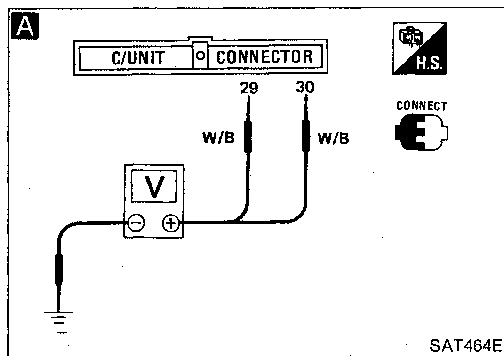 A
C/UNIT CONNECTOR
H.S.
29 30
CONNECT
W/B W/B
V
− +
SAT464E